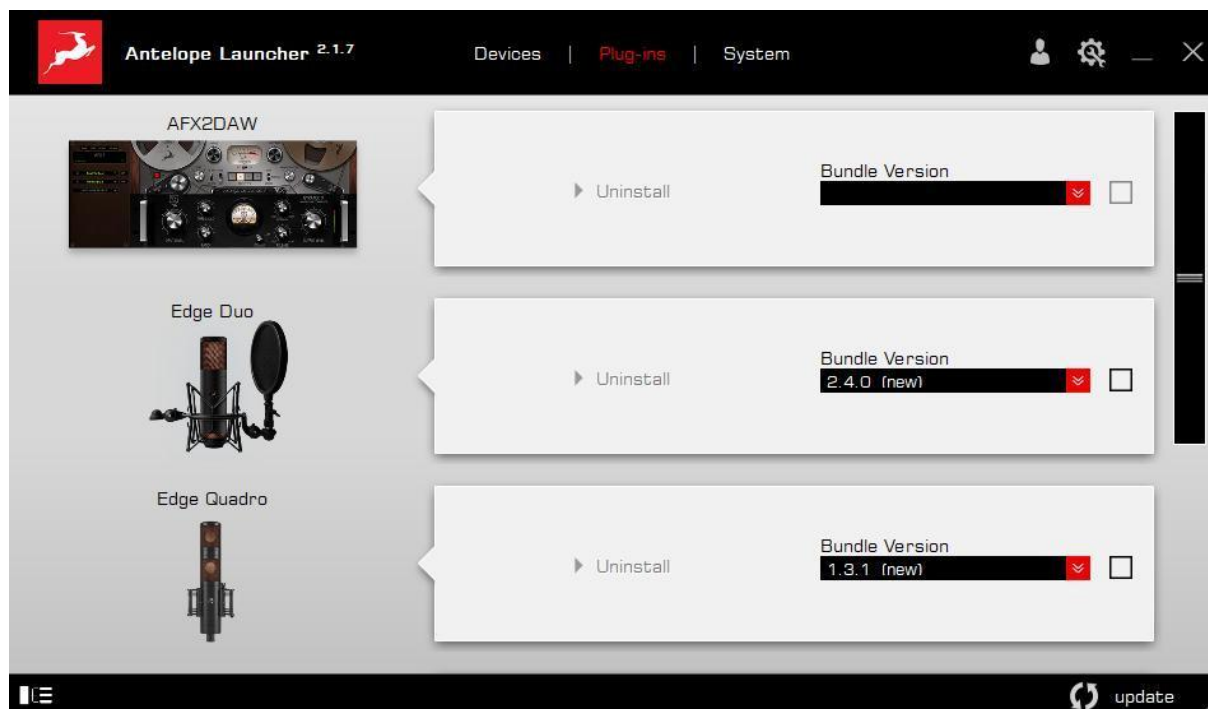 Antelope Launcher 2.1.7
Devices | Plug-ins | System
AFX2DAW
Uninstall
Bundle Version
Edge Duo
Uninstall
Bundle Version
2.4.0 (new)
Edge Quadro
Uninstall
Bundle Version
1.3.1 (new)
update